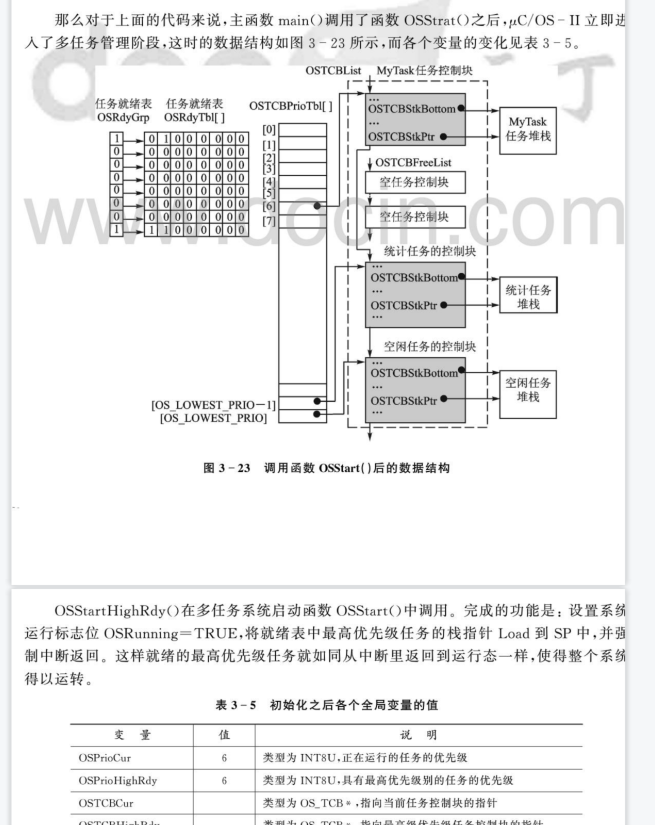 那么对于上面的代码来说,主函数 main()调用了函数 OSStrat()之后,μC/OS-Ⅱ 立即进
入了多任务管理阶段,这时的数据结构如图 3-23 所示,而各个变量的变化见表 3-5。
OSTCBList MyTask任务控制块
任务就绪表 任务就绪表 OSTCBPrioTbl[ ]
OSRdyGrp OSRdyTbl[ ]
1 0 1 0 0 0 0 0 0
0 0 0 0 0 0 0 0 0
0 0 0 0 0 0 0 0 0
0 0 0 0 0 0 0 0 0
0 0 0 0 0 0 0 0 0
0 0 0 0 0 0 0 0 0
0 0 0 0 0 0 0 0 0
1 1 1 0 0 0 0 0 0
[0]
[1]
[2]
[3]
[4]
[5]
[6]
[7]
[OS_LOWEST_PRIO-1]
[OS_LOWEST_PRIO]
...
OSTCBStkBottom
...
OSTCBStkPtr
MyTask
任务堆栈
OSTCBFreeList
空任务控制块
空任务控制块
统计任务的控制块
...
OSTCBStkBottom
...
OSTCBStkPtr
...
统计任务
堆栈
空闲任务的控制块
...
OSTCBStkBottom
...
OSTCBStkPtr
...
空闲任务
堆栈
图 3-23 调用函数 OSStart()后的数据结构
OSStartHighRdy()在多任务系统启动函数 OSStart()中调用。完成的功能是:设置系统
运行标志位 OSRunning=TRUE,将就绪表中最高优先级任务的栈指针 Load 到 SP 中,并强
制中断返回。这样就绪的最高优先级任务就如同从中断里返回到运行态一样,使得整个系统
得以运转。
表 3-5 初始化之后各个全局变量的值
变 量 值 说 明
OSPrioCur 6 类型为 INT8U,正在运行的任务的优先级
OSPrioHighRdy 6 类型为 INT8U,具有最高优先级别的任务的优先级
OSTCBCur 类型为 OS_TCB *,指向当前任务控制块的指针
OSTCBHighRdy 类型为 OS_TCB *,指向最高级优先级任务控制块的指针